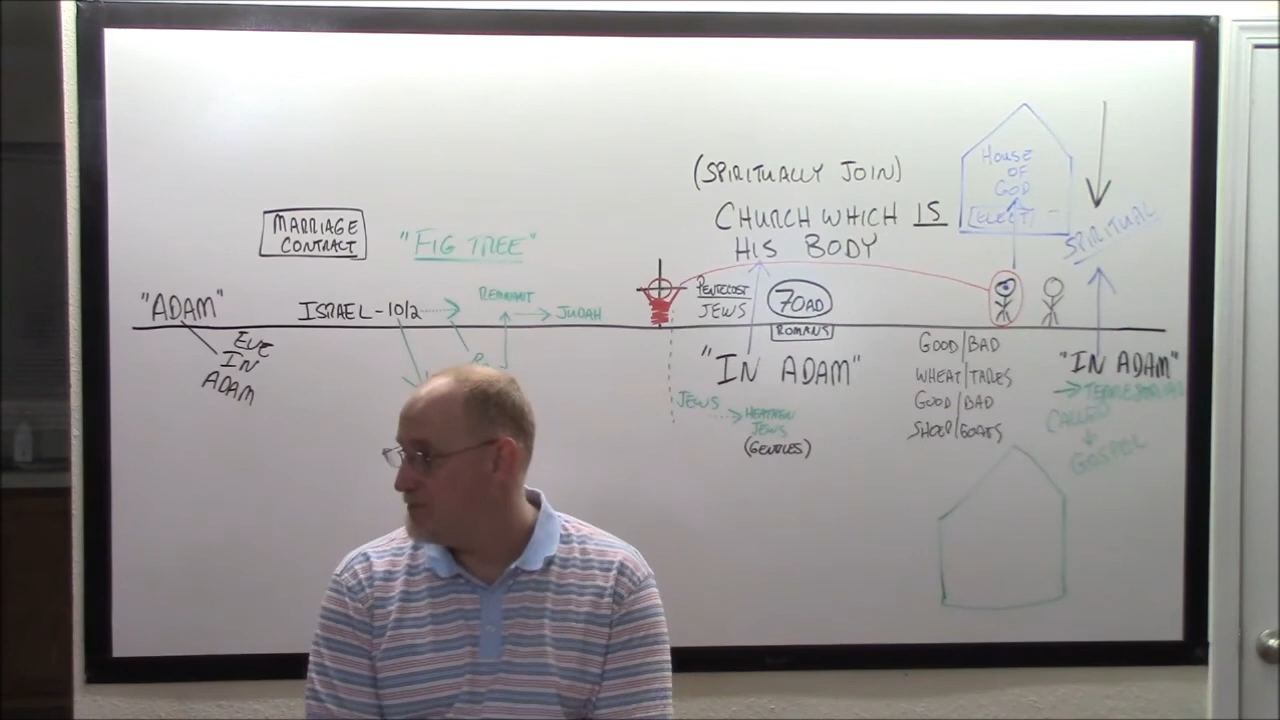 MARRIAGE
CONTRACT
"FIG TREE"
"ADAM"
EVE
IN
ADAM
ISRAEL - 10/2
REMNANT
JUDAH
(SPIRITUALLY JOIN)
CHURCH WHICH IS
HIS BODY
PENTECOST
JEWS
70AD
ROMANS
"IN ADAM"
JEWS
HEATHEN
JEWS
(GENTILES)
HOUSE
OF
GOD
[ELECT]
SPIRITUAL
GOOD/BAD
WHEAT/TARES
GOOD/BAD
SHEEP/GOATS
"IN ADAM"
CALLED
GOSPEL